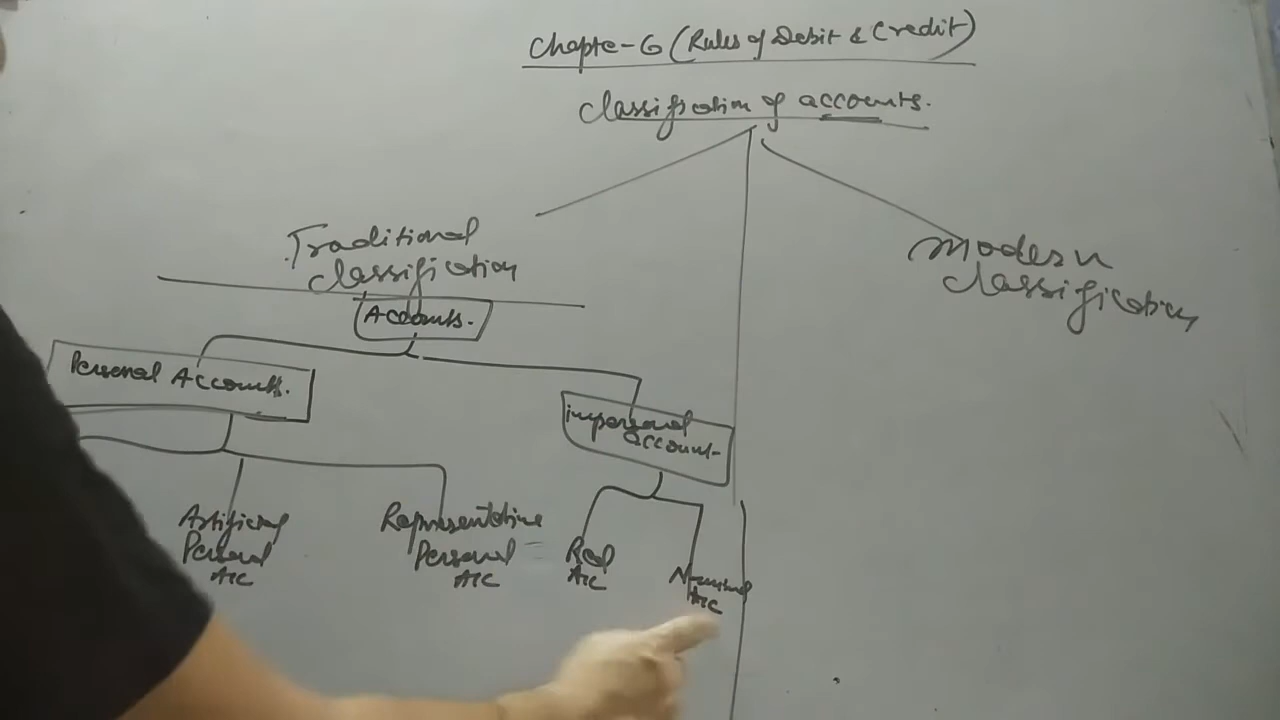 Chapte-6 (Rules of Debit & Credit)
Classification of accounts.
Traditional
classification
Modern
classification
Accounts.
Personal Accounts.
impersonal
account
Artificial
Personal
A/C
Representative
Personal
A/C
Real
A/C
Nominal
A/C